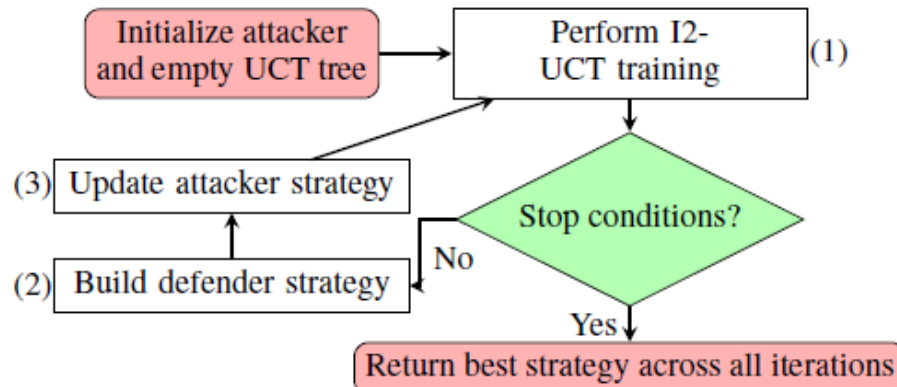 Initialize attacker
and empty UCT tree
Perform I2-
UCT training
(1)
Stop conditions?
No
(2)
Build defender strategy
(3)
Update attacker strategy
Yes
Return best strategy across all iterations